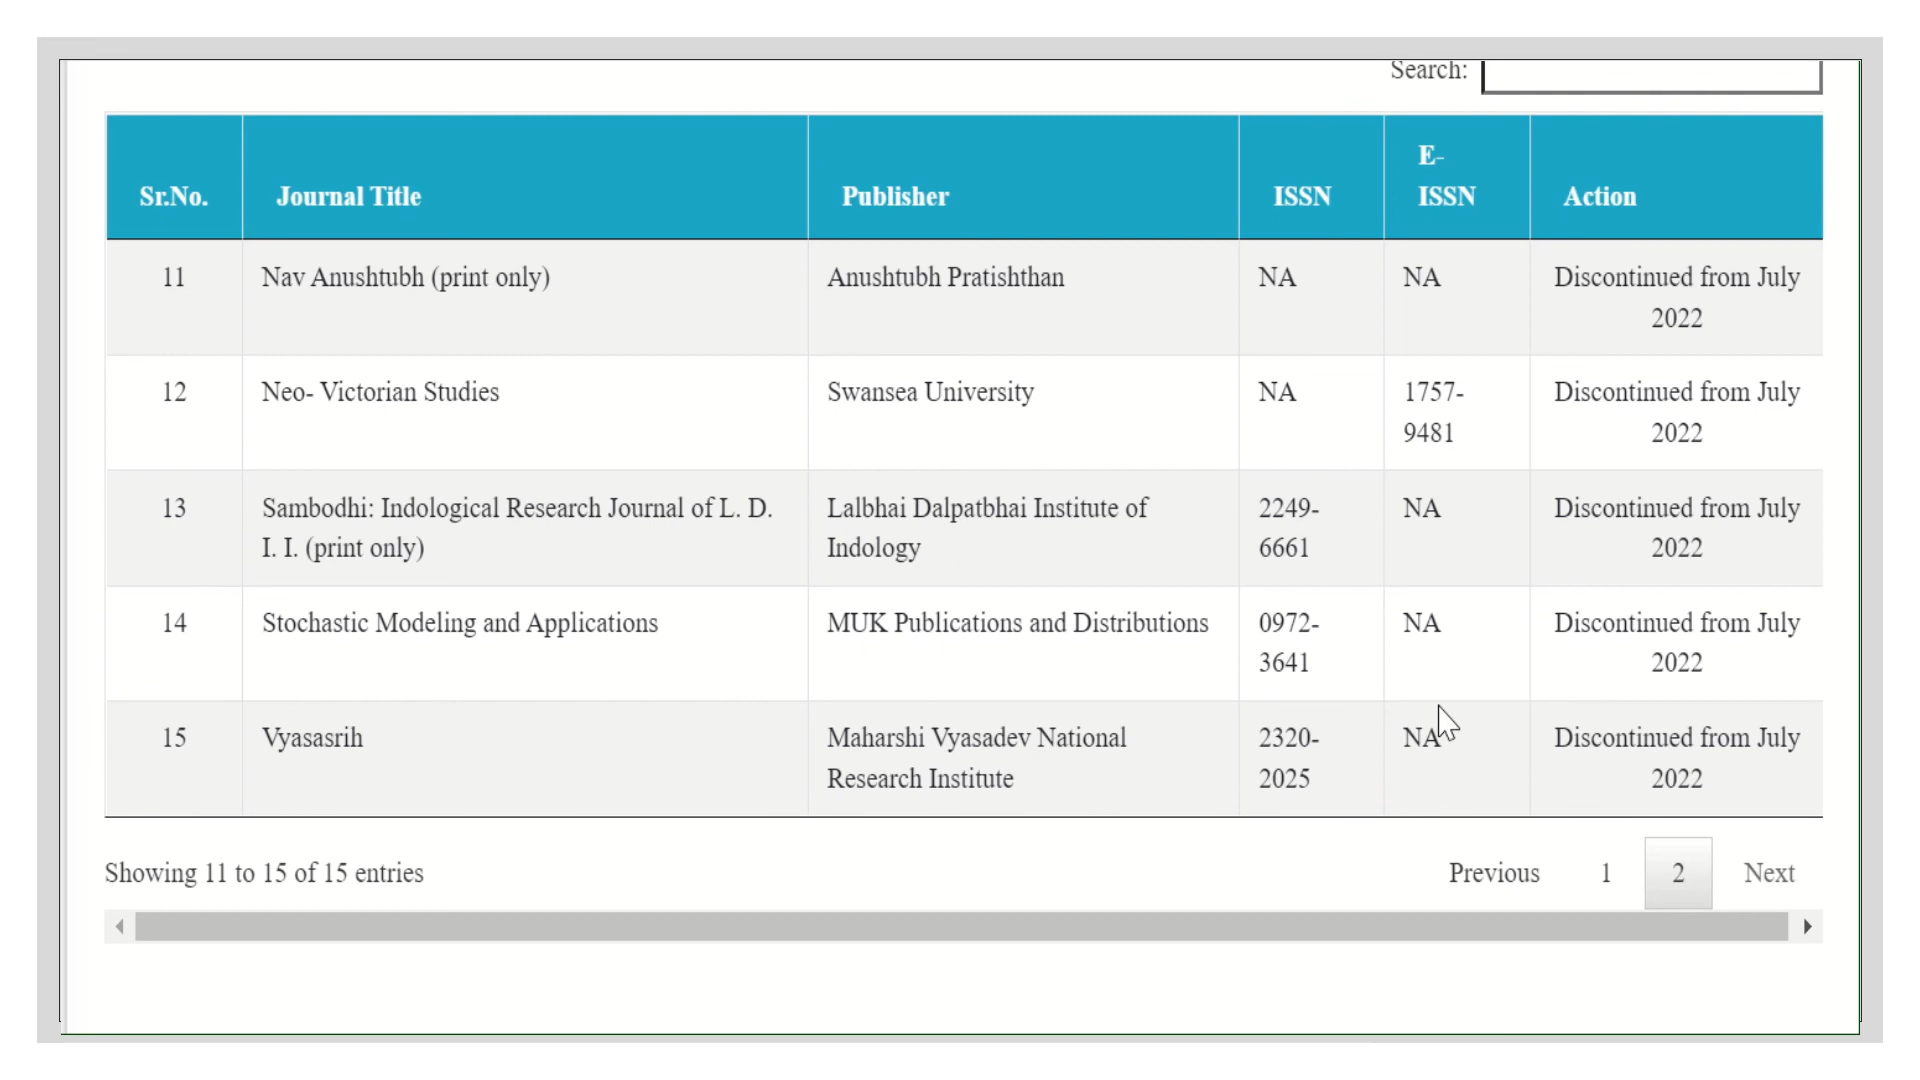 Search:
Sr.No. Journal Title Publisher ISSN E-ISSN Action
11 Nav Anushtubh (print only) Anushtubh Pratishthan NA NA Discontinued from July
2022
12 Neo- Victorian Studies Swansea University NA 1757- Discontinued from July
9481 2022
13 Sambodhi: Indological Research Journal of L. D. Lalbhai Dalpatbhai Institute of 2249- NA Discontinued from July
I. I. (print only) Indology 6661 2022
14 Stochastic Modeling and Applications MUK Publications and Distributions 0972- NA Discontinued from July
3641 2022
15 Vyasasrih Maharshi Vyasadev National 2320- NA Discontinued from July
Research Institute 2025 2022
Showing 11 to 15 of 15 entries Previous 1 2 Next